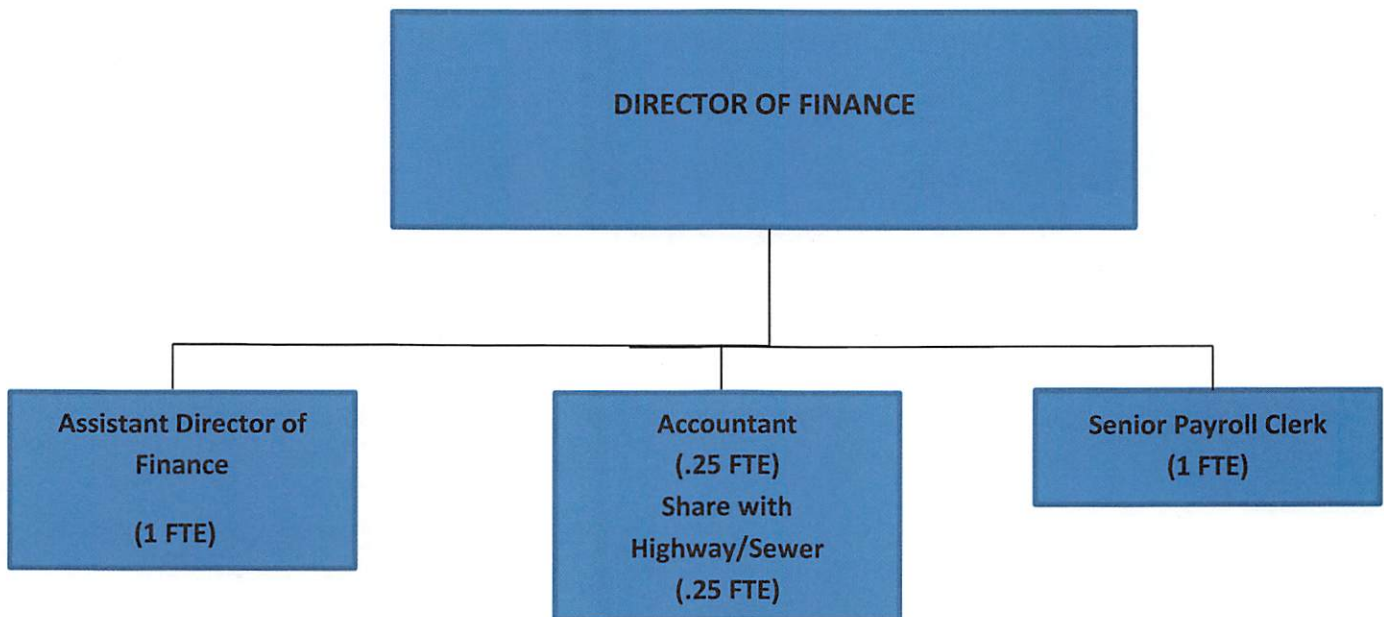 DIRECTOR OF FINANCE
Assistant Director of
Finance
(1 FTE)
Accountant
(.25 FTE)
Share with
Highway/Sewer
(.25 FTE)
Senior Payroll Clerk
(1 FTE)